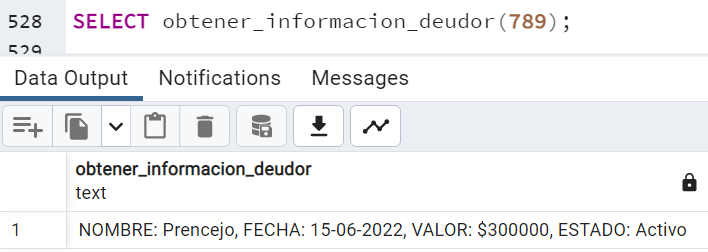 528 SELECT obtener_informacion_deudor(789);
529
Data Output Notifications Messages
obtener_informacion_deudor
text
1 NOMBRE: Prencejo, FECHA: 15-06-2022, VALOR: $300000, ESTADO: Activo